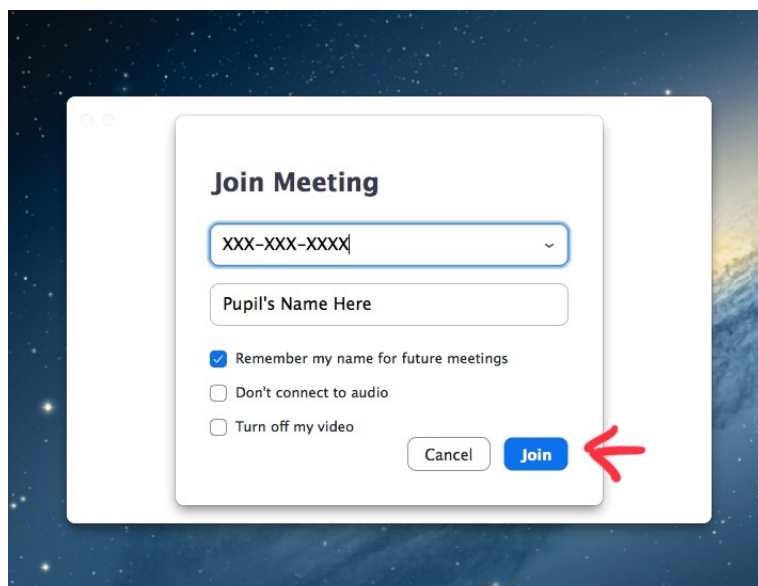 Join Meeting
XXX-XXX-XXXX
Pupil's Name Here
Remember my name for future meetings
Don't connect to audio
Turn off my video
Cancel Join